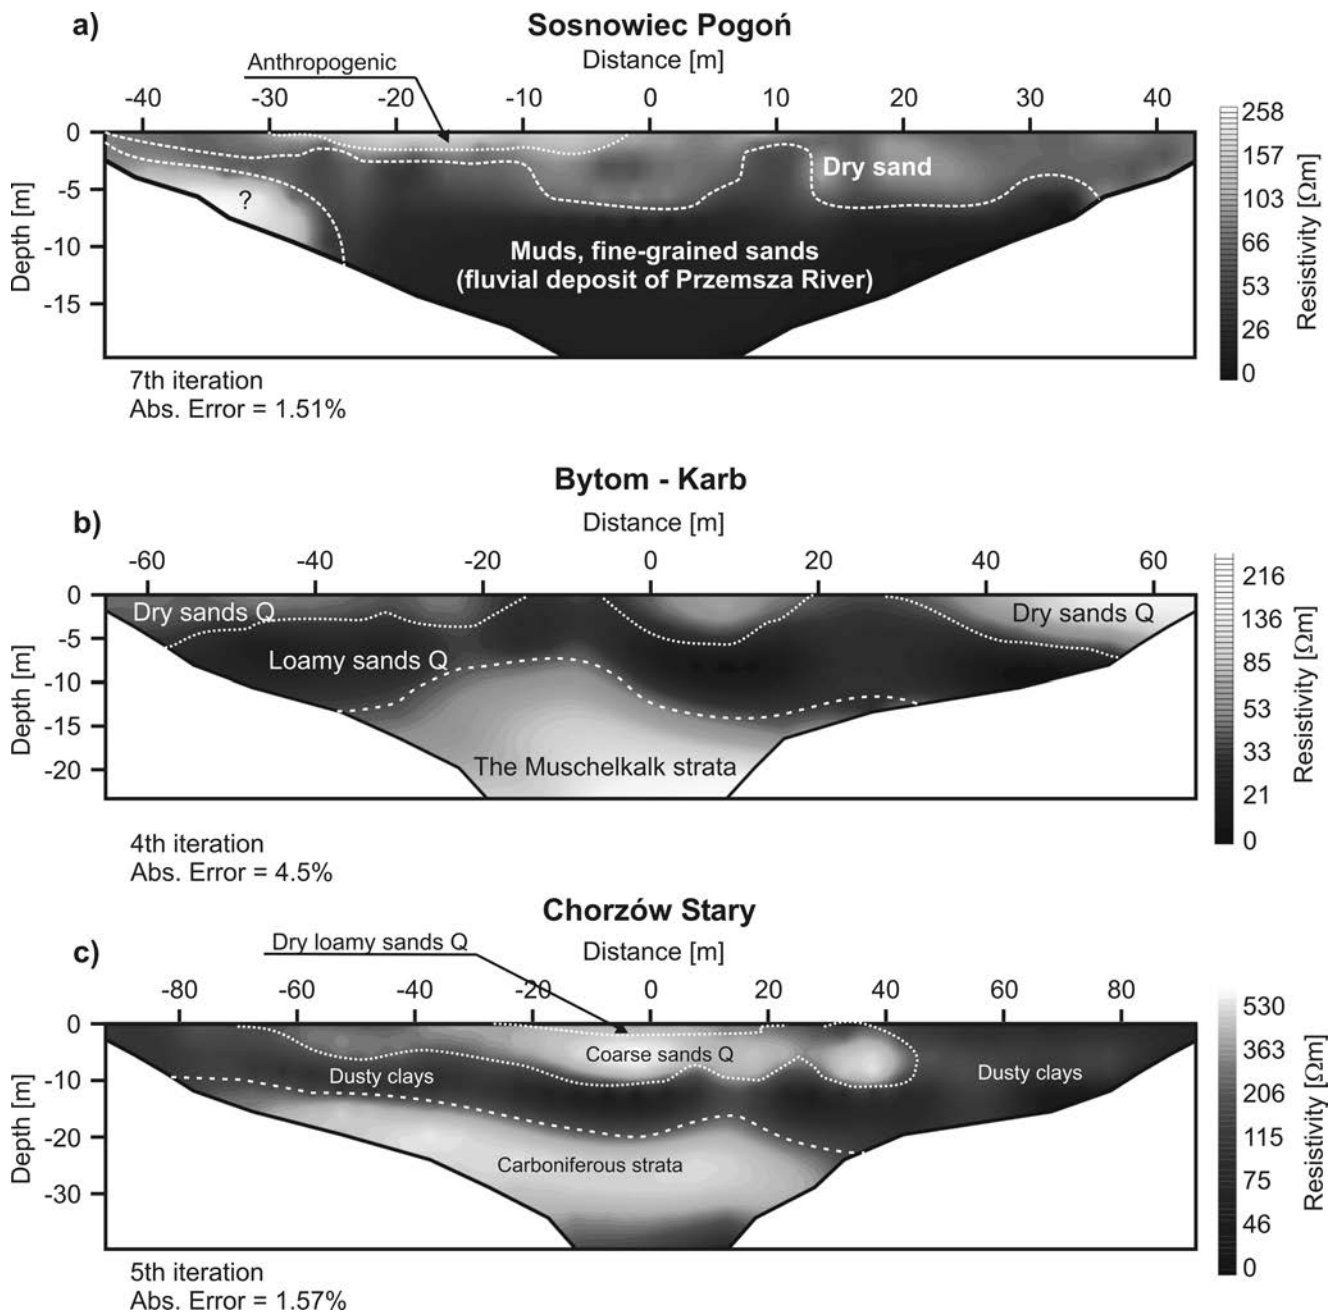 a)
Sosnowiec Pogoń
Distance [m]
Anthropogenic
-40 -30 -20 -10 0 10 20 30 40
0
-5
-10
-15
Depth [m]
?
Dry sand
Muds, fine-grained sands
(fluvial deposit of Przemsza River)
258
157
103
66
53
26
0
Resistivity [Ωm]
7th iteration
Abs. Error = 1.51%
Bytom - Karb
b)
Distance [m]
-60 -40 -20 0 20 40 60
0
-5
-10
-15
-20
Depth [m]
Dry sands Q
Dry sands Q
Loamy sands Q
The Muschelkalk strata
216
136
85
53
33
21
0
Resistivity [Ωm]
4th iteration
Abs. Error = 4.5%
Chorzów Stary
c)
Dry loamy sands Q
Distance [m]
-80 -60 -40 -20 0 20 40 60 80
0
-10
-20
-30
Depth [m]
Coarse sands Q
Dusty clays
Dusty clays
Carboniferous strata
530
363
206
115
75
46
0
Resistivity [Ωm]
5th iteration
Abs. Error = 1.57%